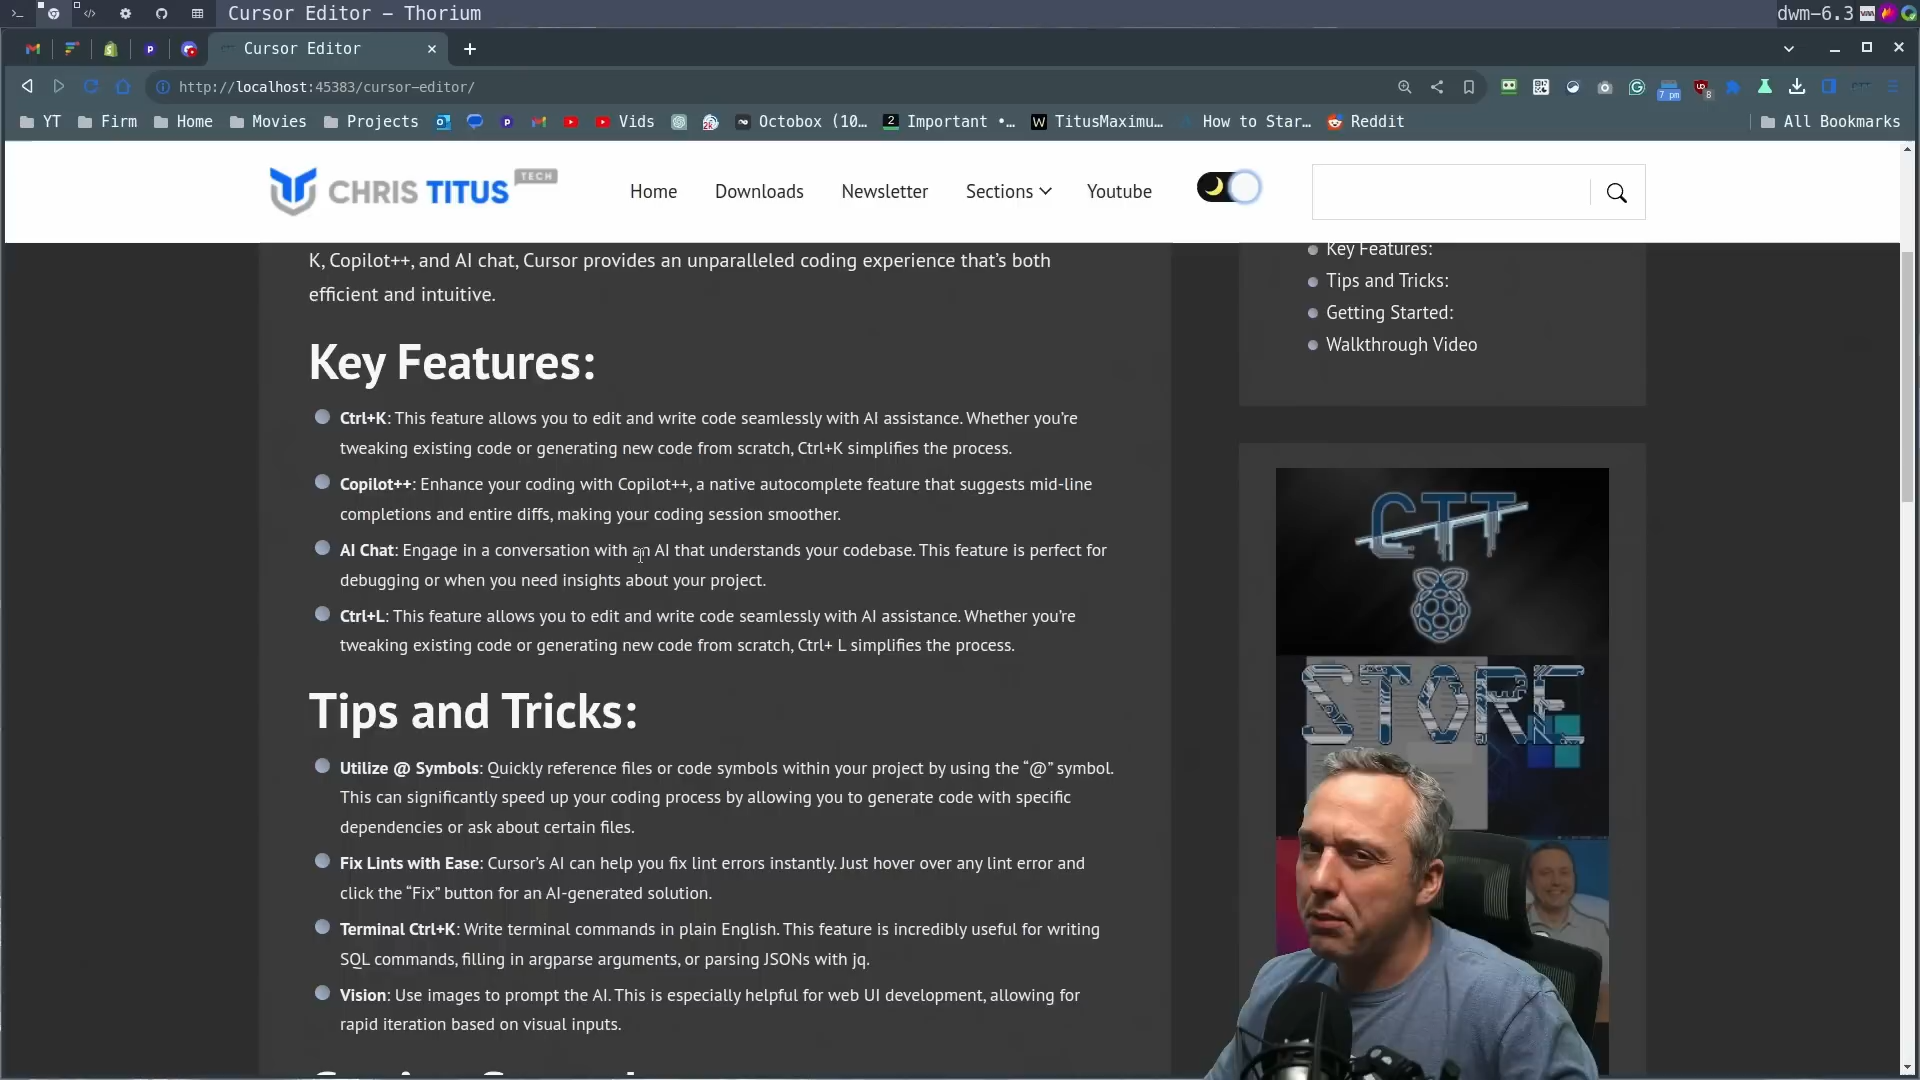 Cursor Editor – Thorium
dwm-6.3
Cursor Editor
http://localhost:45383/cursor-editor/
7 pm
8
YT
Firm
Home
Movies
Projects
Vids
Octobox (10…
Important •…
TitusMaximu…
How to Star…
Reddit
All Bookmarks
CHRIS TITUS TECH
Home
Downloads
Newsletter
Sections
Youtube
K, Copilot++, and AI chat, Cursor provides an unparalleled coding experience that’s both
efficient and intuitive.
Key Features:
Ctrl+K: This feature allows you to edit and write code seamlessly with AI assistance. Whether you’re
tweaking existing code or generating new code from scratch, Ctrl+K simplifies the process.
Copilot++: Enhance your coding with Copilot++, a native autocomplete feature that suggests mid-line
completions and entire diffs, making your coding session smoother.
AI Chat: Engage in a conversation with an AI that understands your codebase. This feature is perfect for
debugging or when you need insights about your project.
Ctrl+L: This feature allows you to edit and write code seamlessly with AI assistance. Whether you’re
tweaking existing code or generating new code from scratch, Ctrl+ L simplifies the process.
Tips and Tricks:
Utilize @ Symbols: Quickly reference files or code symbols within your project by using the “@” symbol.
This can significantly speed up your coding process by allowing you to generate code with specific
dependencies or ask about certain files.
Fix Lints with Ease: Cursor’s AI can help you fix lint errors instantly. Just hover over any lint error and
click the “Fix” button for an AI-generated solution.
Terminal Ctrl+K: Write terminal commands in plain English. This feature is incredibly useful for writing
SQL commands, filling in argparse arguments, or parsing JSONs with jq.
Vision: Use images to prompt the AI. This is especially helpful for web UI development, allowing for
rapid iteration based on visual inputs.
Key Features:
Tips and Tricks:
Getting Started:
Walkthrough Video
CTT
STORE